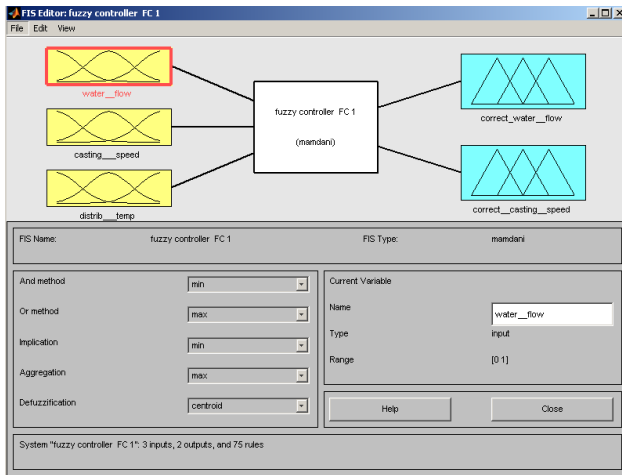 FIS Editor: fuzzy controller FC 1
File Edit View
water__flow
casting___speed
distrib___temp
fuzzy controller FC 1
(mamdani)
correct_water__flow
correct__casting__speed
FIS Name: fuzzy controller FC 1 FIS Type: mamdani
And method min
Or method max
Implication min
Aggregation max
Defuzzification centroid
Current Variable
Name water__flow
Type input
Range [0 1]
Help Close
System "fuzzy controller FC 1": 3 inputs, 2 outputs, and 75 rules